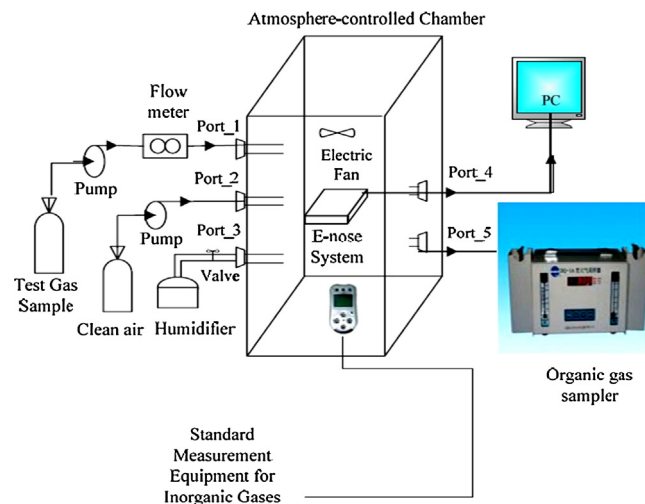 Atmosphere-controlled Chamber
Flow
meter
Port_1
Pump
Port_2
Pump
Port_3
Valve
Test Gas
Sample
Clean air
Humidifier
Electric
Fan
E-nose
System
PC
Port_4
Port_5
Organic gas
sampler
Standard
Measurement
Equipment for
Inorganic Gases